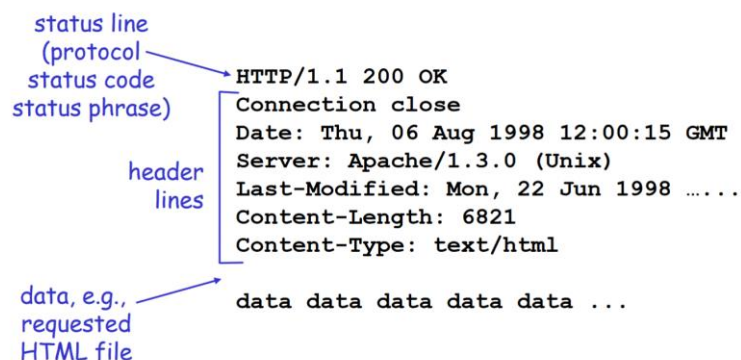 status line
(protocol
status code
status phrase)
HTTP/1.1 200 OK
Connection close
Date: Thu, 06 Aug 1998 12:00:15 GMT
Server: Apache/1.3.0 (Unix)
Last-Modified: Mon, 22 Jun 1998 …...
Content-Length: 6821
Content-Type: text/html
header
lines
data, e.g.,
requested
HTML file
data data data data data ...